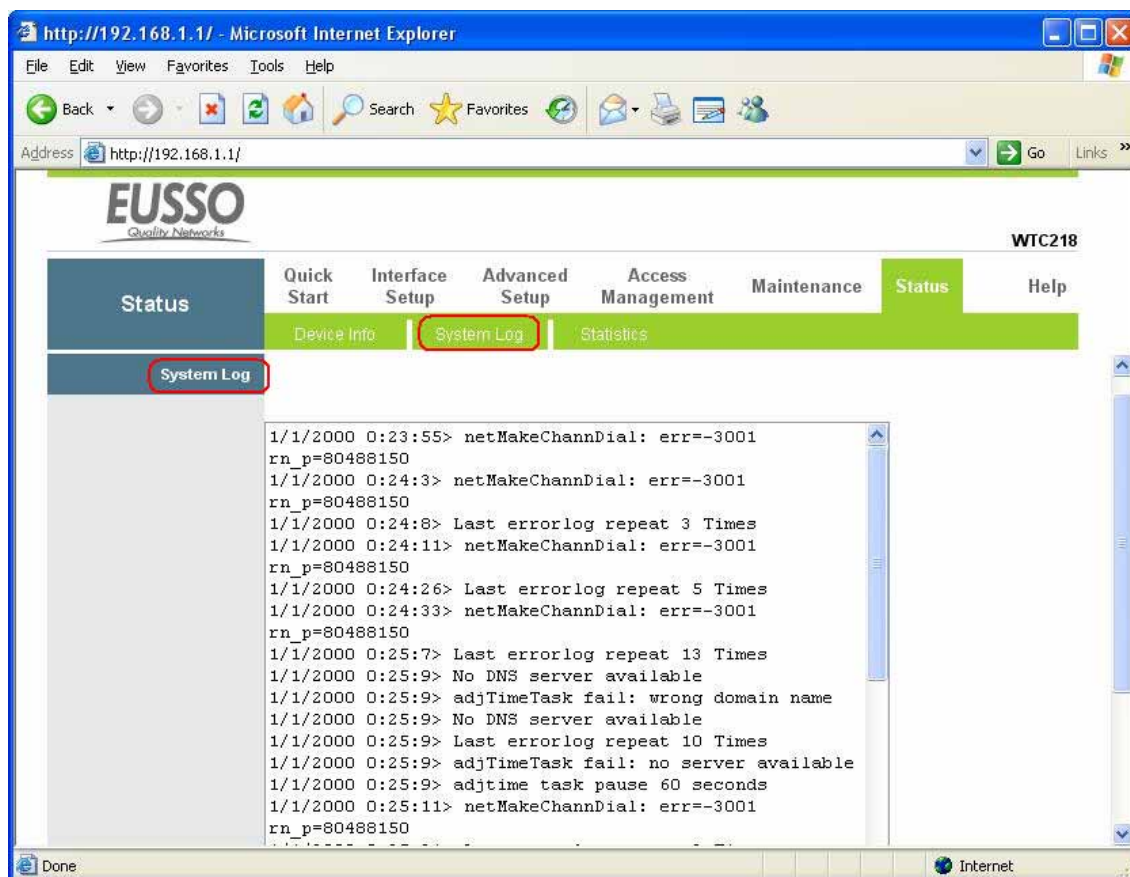 http://192.168.1.1/ - Microsoft Internet Explorer
File Edit View Favorites Tools Help
Back Search Favorites
Address http://192.168.1.1/ Go Links »
EUSSO
Quality Networks
WTC218
Status
Quick Start Interface Setup Advanced Setup Access Management Maintenance Status Help
Device Info System Log Statistics
System Log
1/1/2000 0:23:55> netMakeChannDial: err=-3001
rn_p=80488150
1/1/2000 0:24:3> netMakeChannDial: err=-3001
rn_p=80488150
1/1/2000 0:24:8> Last errorlog repeat 3 Times
1/1/2000 0:24:11> netMakeChannDial: err=-3001
rn_p=80488150
1/1/2000 0:24:26> Last errorlog repeat 5 Times
1/1/2000 0:24:33> netMakeChannDial: err=-3001
rn_p=80488150
1/1/2000 0:25:7> Last errorlog repeat 13 Times
1/1/2000 0:25:9> No DNS server available
1/1/2000 0:25:9> adjTimeTask fail: wrong domain name
1/1/2000 0:25:9> No DNS server available
1/1/2000 0:25:9> Last errorlog repeat 10 Times
1/1/2000 0:25:9> adjTimeTask fail: no server available
1/1/2000 0:25:9> adjtime task pause 60 seconds
1/1/2000 0:25:11> netMakeChannDial: err=-3001
rn_p=80488150
Done Internet